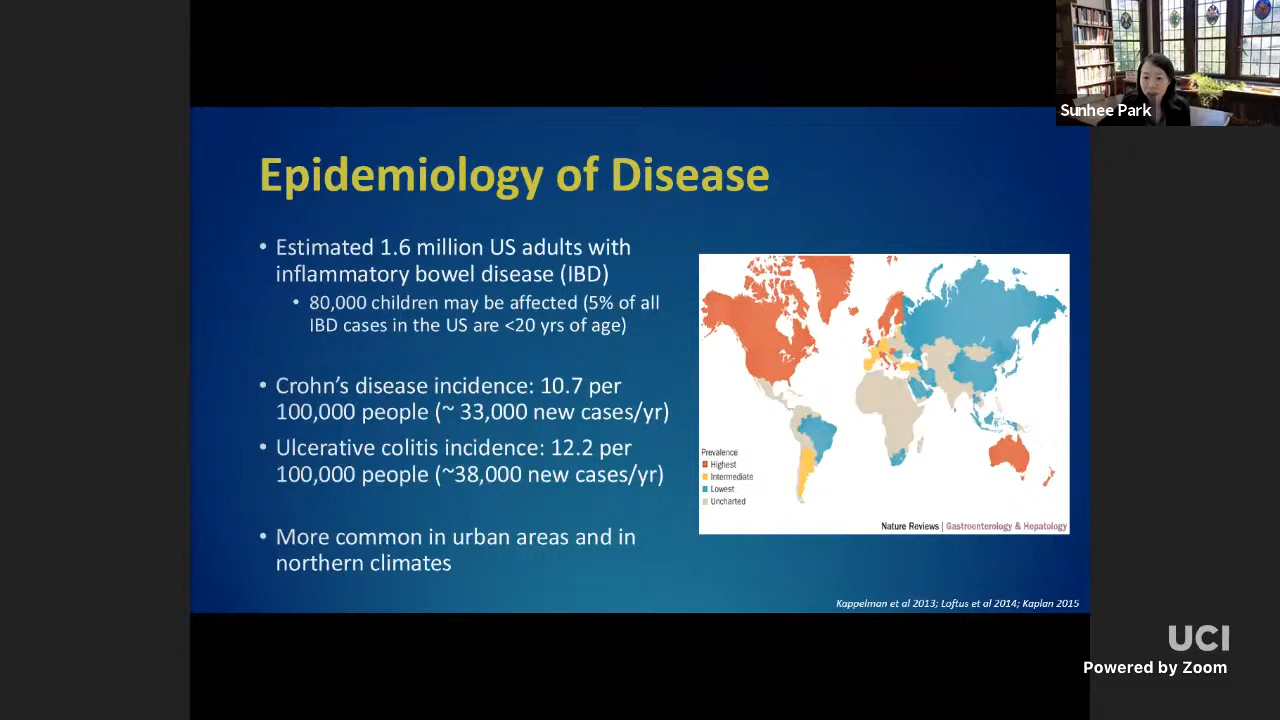 Sunhee Park
Epidemiology of Disease
• Estimated 1.6 million US adults with
inflammatory bowel disease (IBD)
• 80,000 children may be affected (5% of all
IBD cases in the US are <20 yrs of age)
• Crohn's disease incidence: 10.7 per
100,000 people (~ 33,000 new cases/yr)
• Ulcerative colitis incidence: 12.2 per
100,000 people (~38,000 new cases/yr)
• More common in urban areas and in
northern climates
Prevalence
Highest
Intermediate
Lowest
Uncharted
Nature Reviews | Gastroenterology & Hepatology
Kappelman et al 2013; Loftus et al 2014; Kaplan 2015
UCI
Powered by Zoom